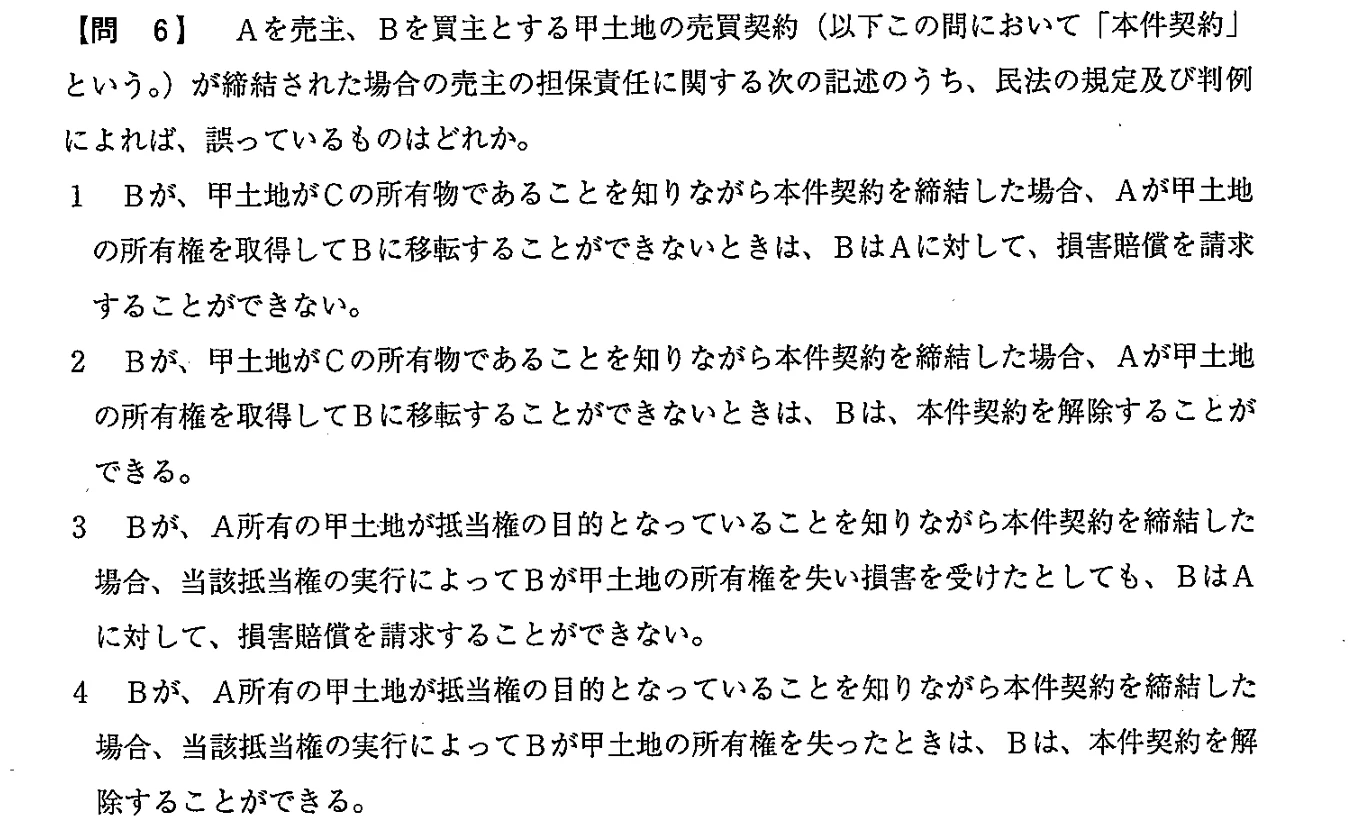 【問 6】 Aを売主、Bを買主とする甲土地の売買契約（以下この問において「本件契約」
という。）が締結された場合の売主の担保責任に関する次の記述のうち、民法の規定及び判例
によれば、誤っているものはどれか。
1 Bが、甲土地がCの所有物であることを知りながら本件契約を締結した場合、Aが甲土地
の所有権を取得してBに移転することができないときは、BはAに対して、損害賠償を請求
することができない。
2 Bが、甲土地がCの所有物であることを知りながら本件契約を締結した場合、Aが甲土地
の所有権を取得してBに移転することができないときは、Bは、本件契約を解除することが
できる。
3 Bが、A所有の甲土地が抵当権の目的となっていることを知りながら本件契約を締結した
場合、当該抵当権の実行によってBが甲土地の所有権を失い損害を受けたとしても、BはA
に対して、損害賠償を請求することができない。
4 Bが、A所有の甲土地が抵当権の目的となっていることを知りながら本件契約を締結した
場合、当該抵当権の実行によってBが甲土地の所有権を失ったときは、Bは、本件契約を解
除することができる。